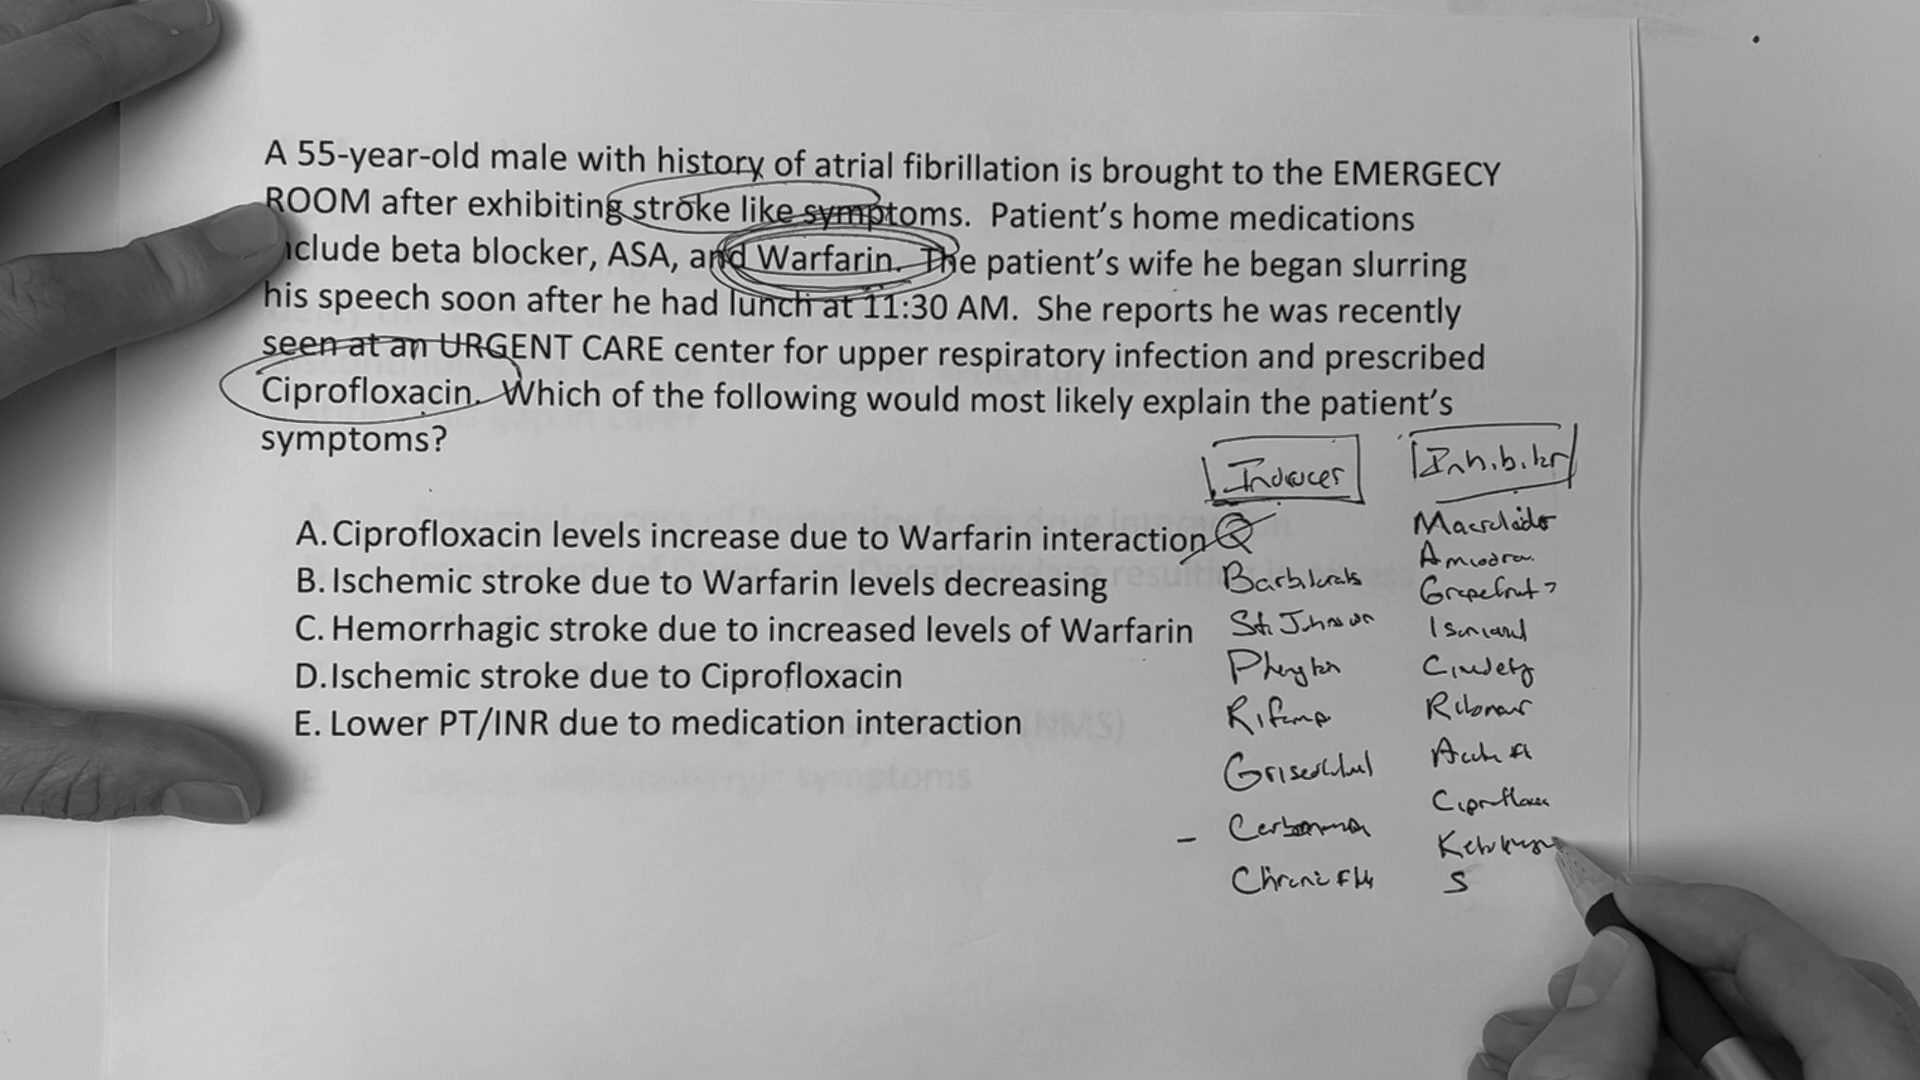 A 55-year-old male with history of atrial fibrillation is brought to the EMERGECY
ROOM after exhibiting stroke like symptoms. Patient's home medications
nclude beta blocker, ASA, and Warfarin. The patient's wife he began slurring
his speech soon after he had lunch at 11:30 AM. She reports he was recently
seen at an URGENT CARE center for upper respiratory infection and prescribed
Ciprofloxacin. Which of the following would most likely explain the patient's
symptoms?
A. Ciprofloxacin levels increase due to Warfarin interaction
B. Ischemic stroke due to Warfarin levels decreasing
C. Hemorrhagic stroke due to increased levels of Warfarin
D. Ischemic stroke due to Ciprofloxacin
E. Lower PT/INR due to medication interaction
Inducer
Q
Barbiturats
St. Johns
Rifamp
Chronic
Inhibitor
Macrolides
Grapefruit
S